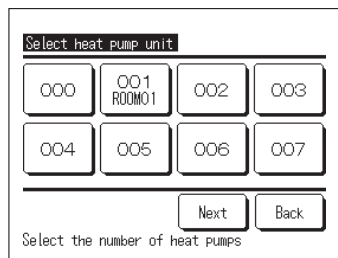 Select heat pump unit
000 001 002 003
ROOM01
004 005 006 007
Next Back
Select the number of heat pumps